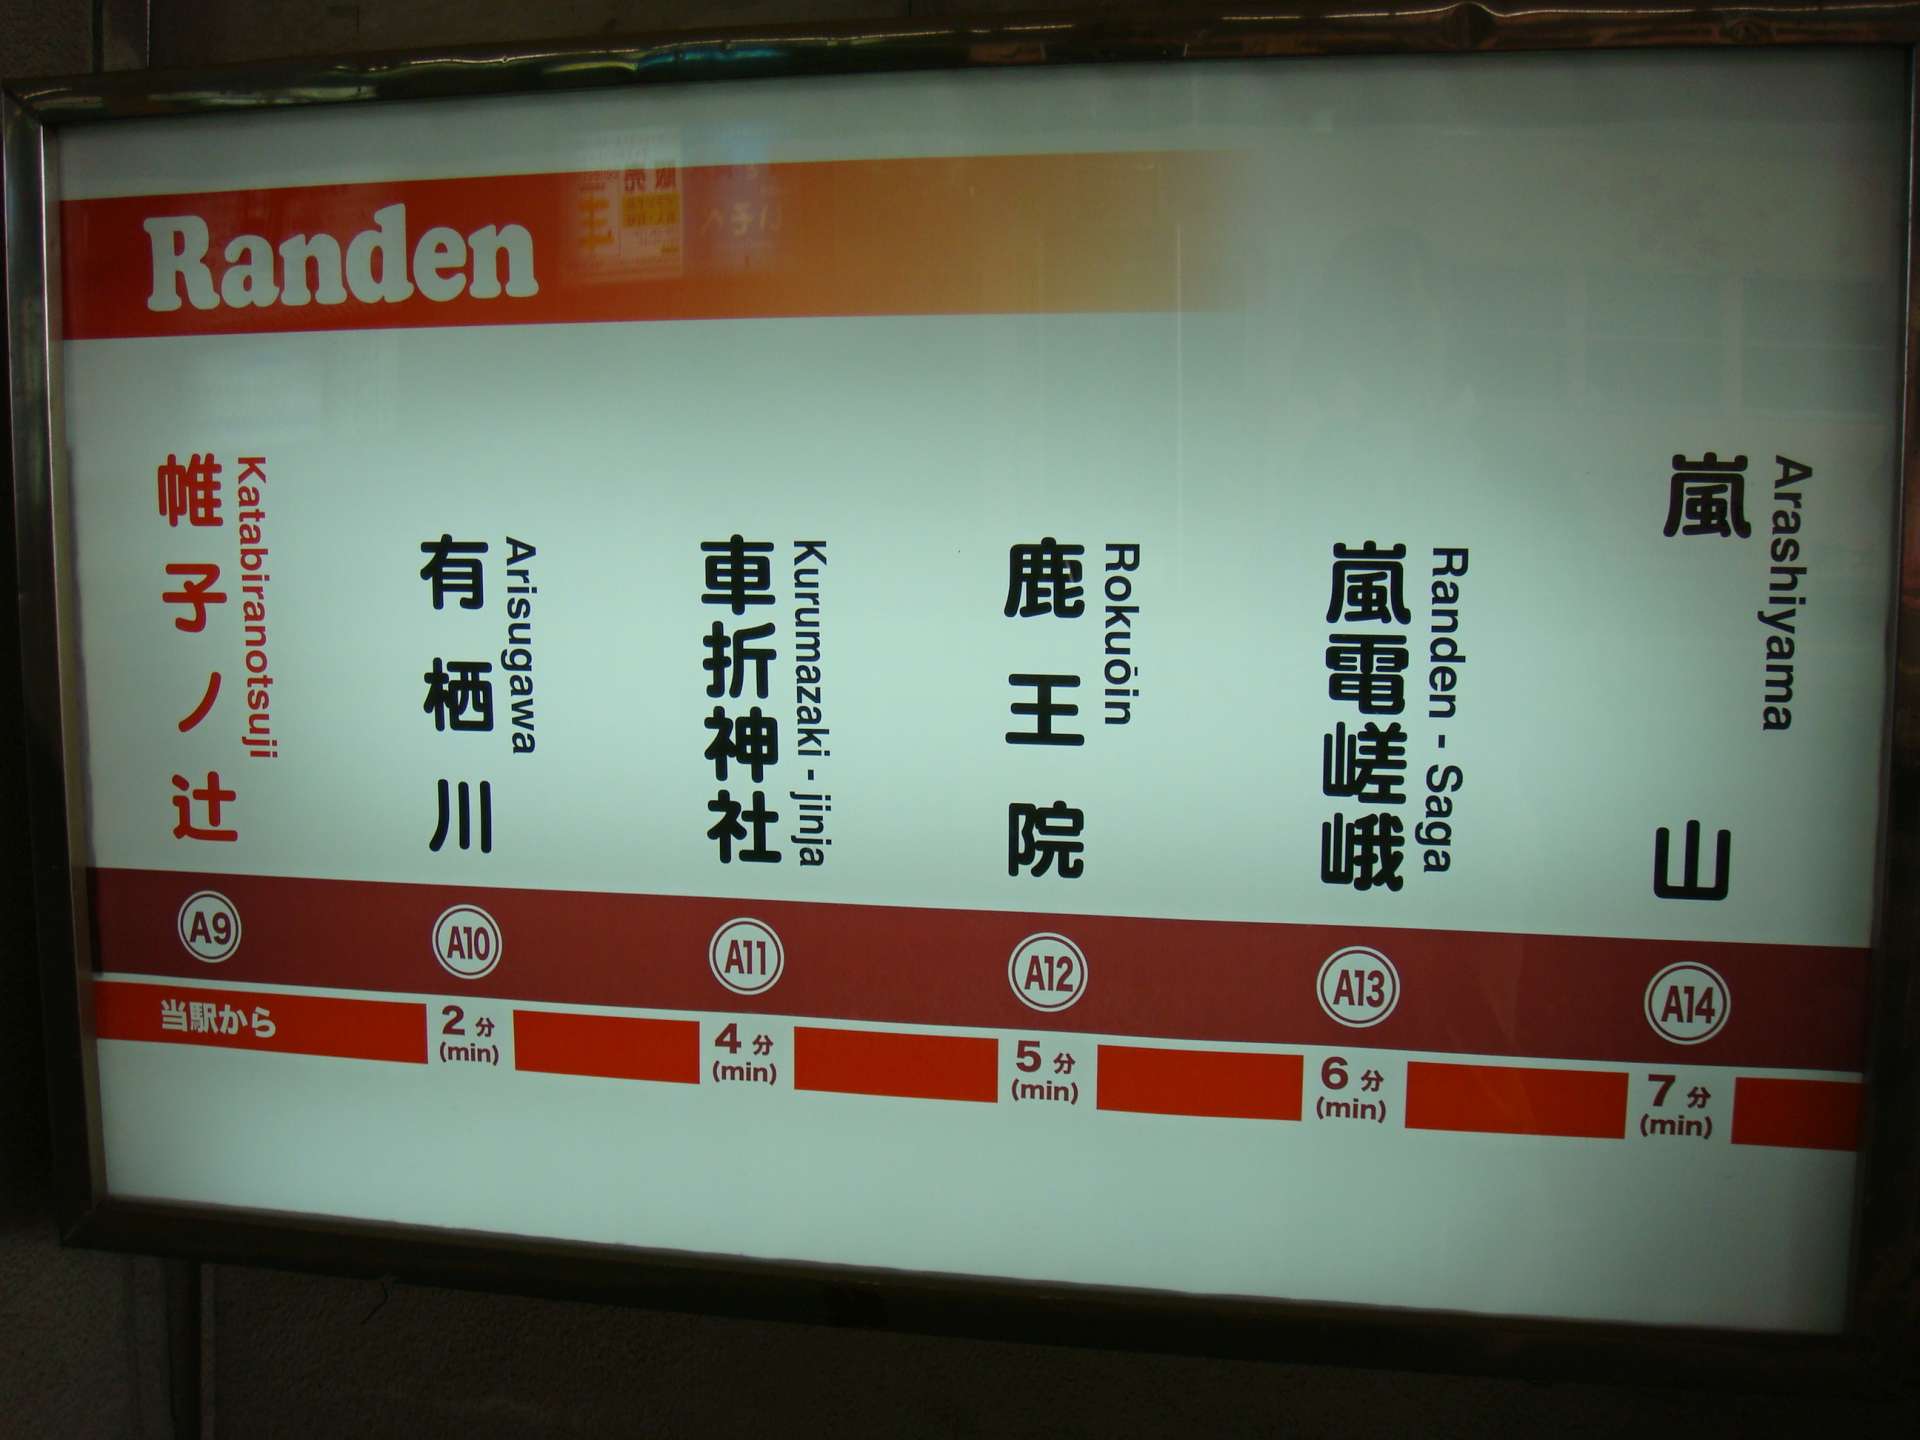 Randen
帷子ノ辻
Katabiranotsuji
有栖川
Arisugawa
車折神社
Kurumazaki - jinja
鹿王院
Rokuōin
嵐電嵯峨
Randen - Saga
嵐山
Arashiyama
A9
A10
A11
A12
A13
A14
当駅から
2分
(min)
4分
(min)
5分
(min)
6分
(min)
7分
(min)